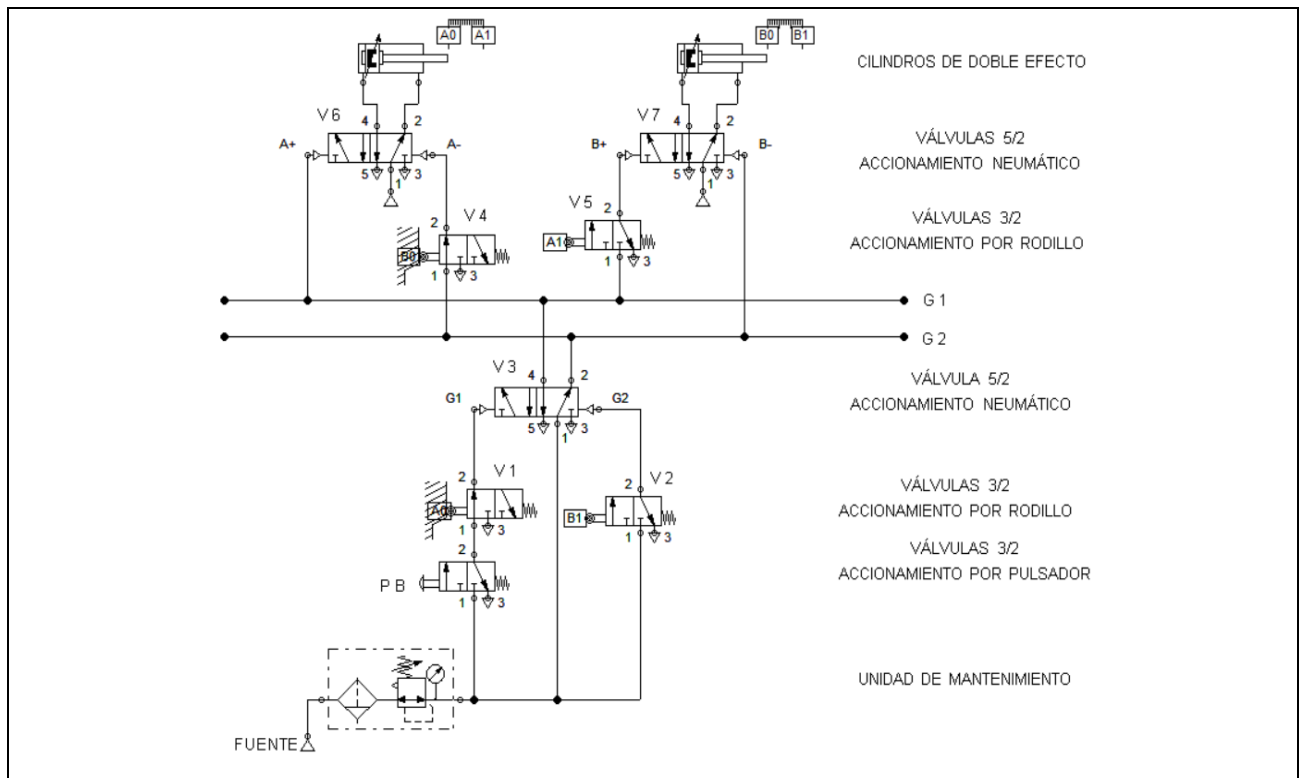 A0 A1
B0 B1
CILINDROS DE DOBLE EFECTO
V6
4 2
A+ A-
5 1 3
V7
4 2
B+ B-
5 1 3
VÁLVULAS 5/2
ACCIONAMIENTO NEUMÁTICO
V4
2
B0
1 3
V5
2
A1
1 3
VÁLVULAS 3/2
ACCIONAMIENTO POR RODILLO
G1
G2
V3
4 2
G1 G2
5 1 3
VÁLVULA 5/2
ACCIONAMIENTO NEUMÁTICO
V1
2
A0
1 3
V2
2
B1
1 3
VÁLVULAS 3/2
ACCIONAMIENTO POR RODILLO
2
PB
1 3
VÁLVULAS 3/2
ACCIONAMIENTO POR PULSADOR
UNIDAD DE MANTENIMIENTO
FUENTE